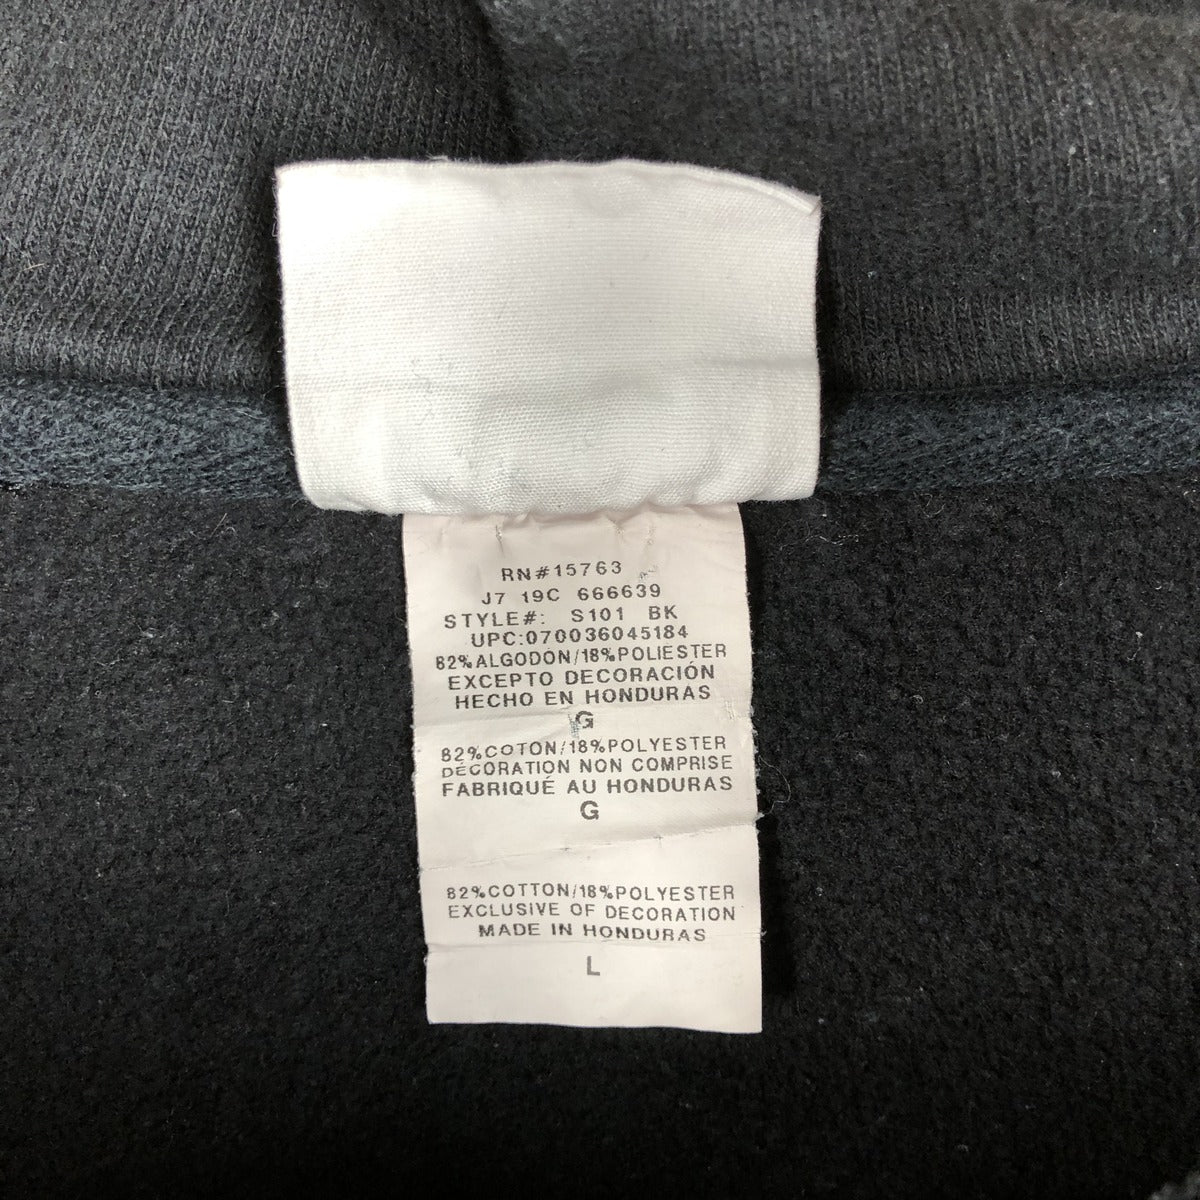 RN#15763
J7 19C 666639
STYLE#: S101 BK
UPC:070036045184
82%ALGODÓN/18%POLIESTER
EXCEPTO DECORACIÓN
HECHO EN HONDURAS
G
82%COTON/18%POLYESTER
DÉCORATION NON COMPRISE
FABRIQUÉ AU HONDURAS
G
82%COTTON/18%POLYESTER
EXCLUSIVE OF DECORATION
MADE IN HONDURAS
L